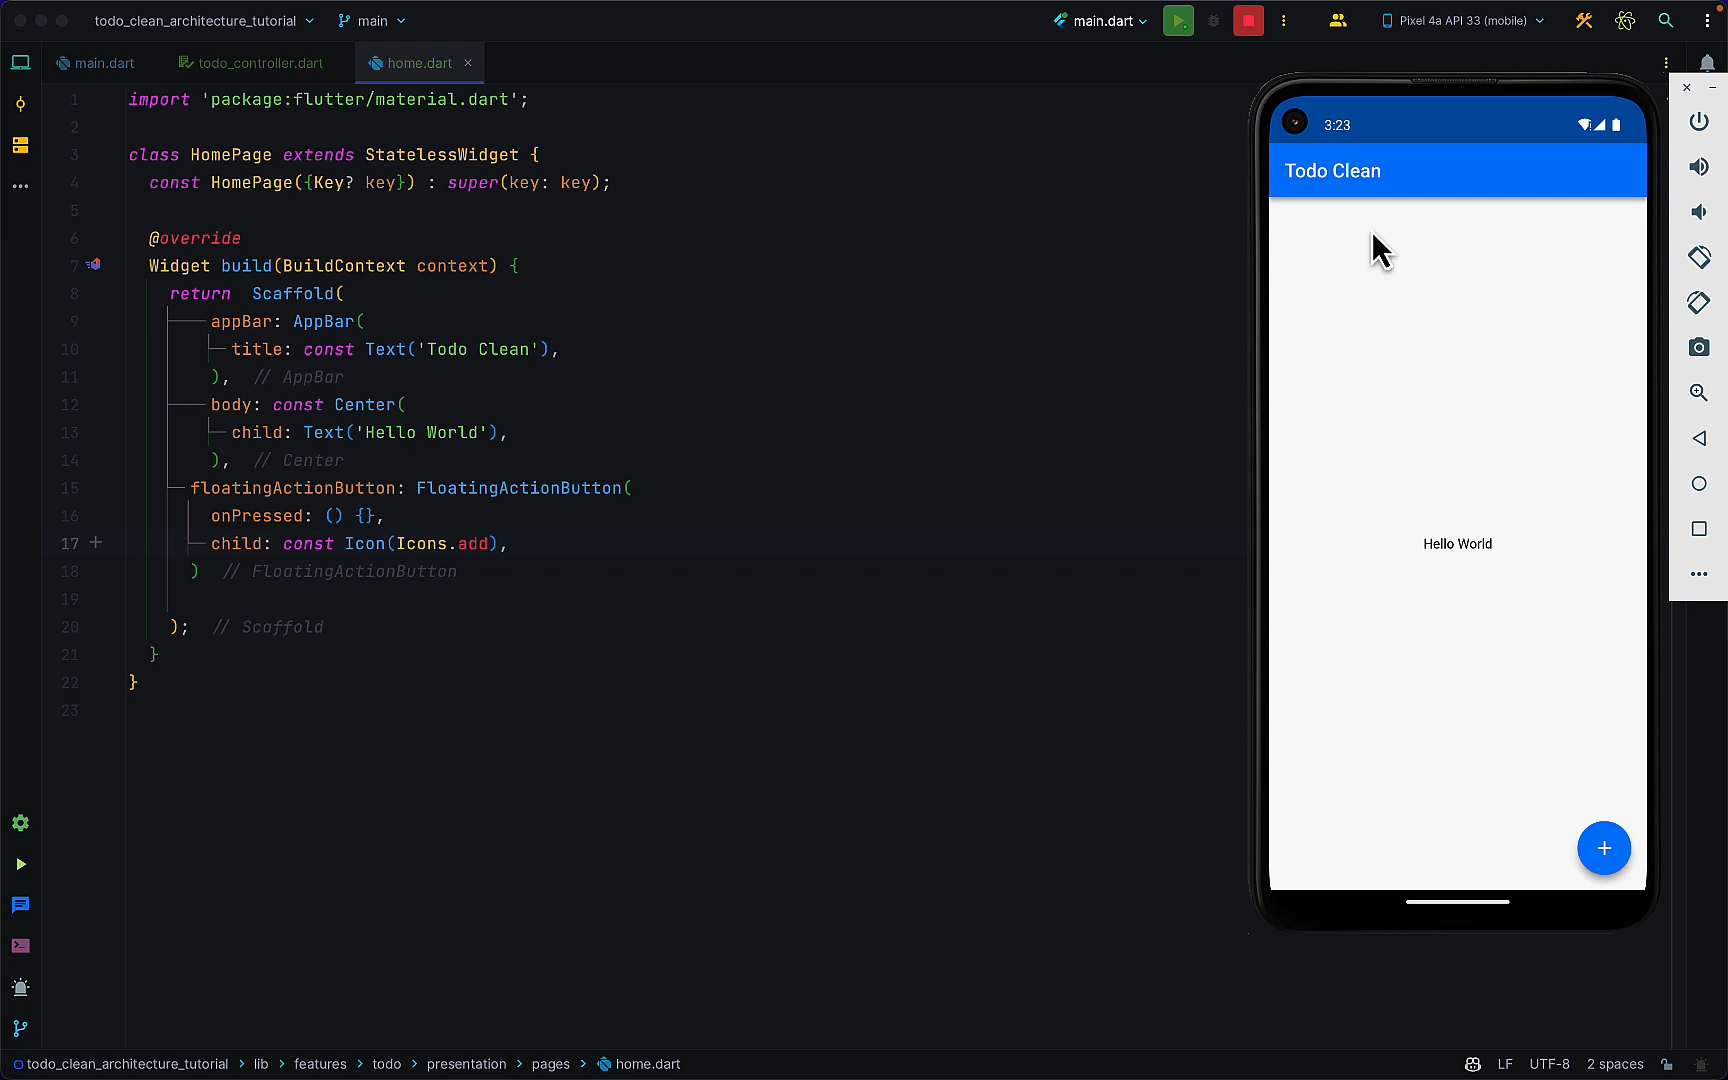 todo_clean_architecture_tutorial main main.dart Pixel 4a API 33 (mobile)
main.dart todo_controller.dart home.dart
1 import 'package:flutter/material.dart';
2
3 class HomePage extends StatelessWidget {
4 const HomePage({Key? key}) : super(key: key);
5
6 @override
7 Widget build(BuildContext context) {
8 return Scaffold(
9 appBar: AppBar(
10 title: const Text('Todo Clean'),
11 ), // AppBar
12 body: const Center(
13 child: Text('Hello World'),
14 ), // Center
15 floatingActionButton: FloatingActionButton(
16 onPressed: () {},
17 child: const Icon(Icons.add),
18 ) // FloatingActionButton
19
20 ); // Scaffold
21 }
22 }
23
3:23
Todo Clean
Hello World
todo_clean_architecture_tutorial > lib > features > todo > presentation > pages > home.dart LF UTF-8 2 spaces